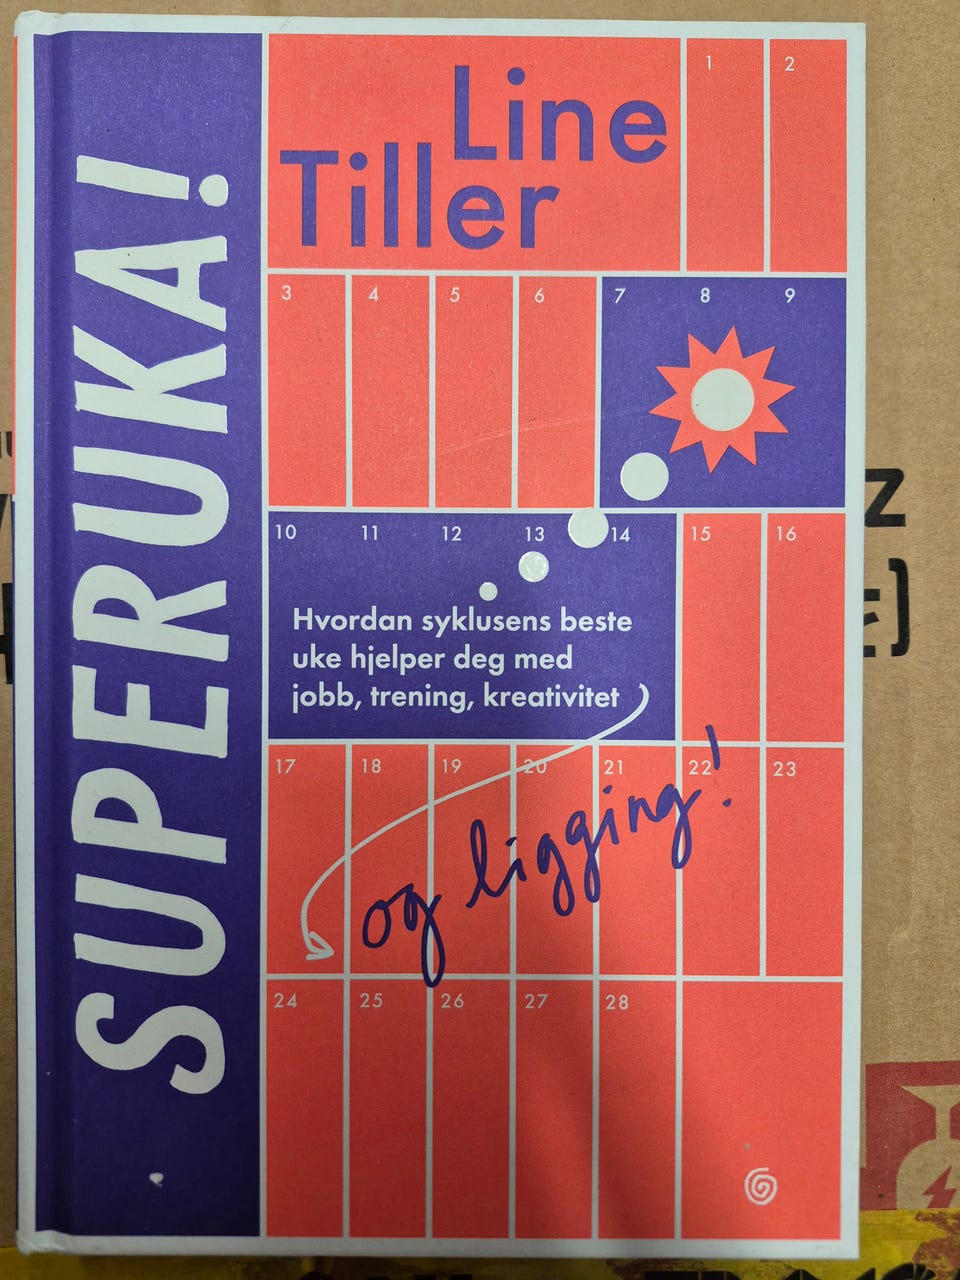 SUPERUKA!
Line
Tiller
1 2
3 4 5 6 7 8 9
10 11 12 13 14 15 16
Hvordan syklusens beste
uke hjelper deg med
jobb, trening, kreativitet
17 18 19 20 21 22 23
og ligging!
24 25 26 27 28